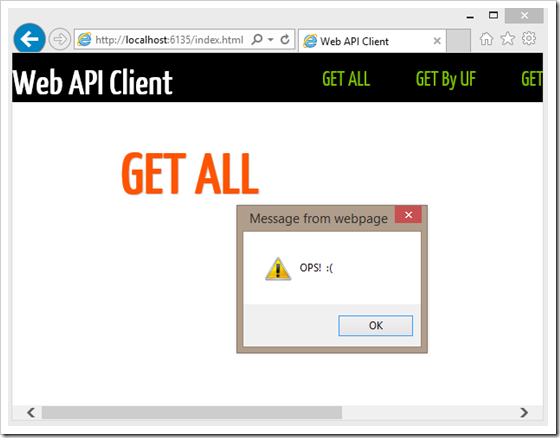 http://localhost:6135/index.html
Web API Client
Web API Client
GET ALL
GET By UF
GET
GET ALL
Message from webpage
OPS! :(
OK